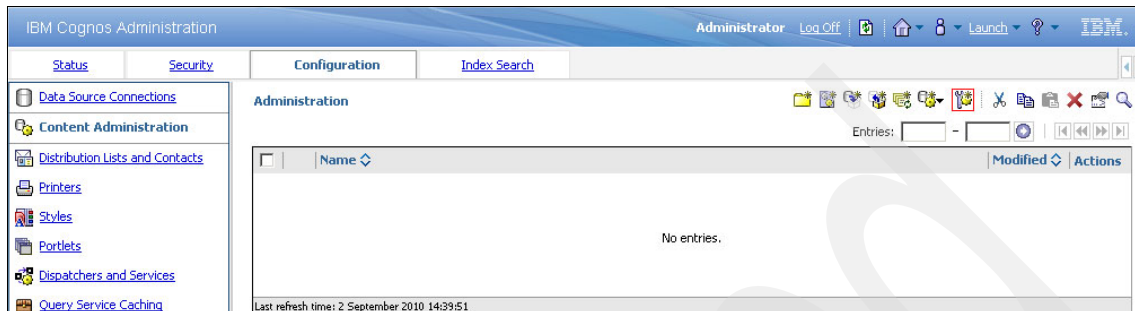 IBM Cognos Administration
Administrator Log Off Launch IBM.
Status Security Configuration Index Search
Data Source Connections
Content Administration
Distribution Lists and Contacts
Printers
Styles
Portlets
Dispatchers and Services
Query Service Caching
Administration
Entries: -
Name Modified Actions
No entries.
Last refresh time: 2 September 2010 14:39:51